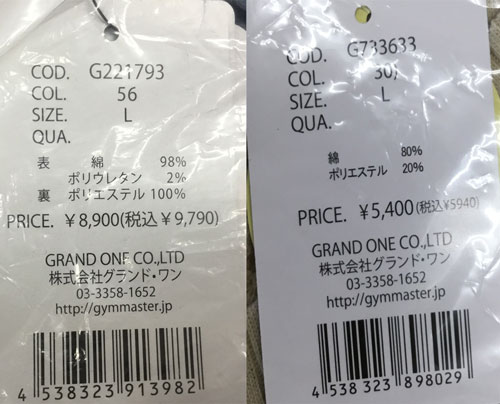 COD. G221793
COL. 56
SIZE. L
QUA.
表 綿 98%
ポリウレタン 2%
裏 ポリエステル 100%
PRICE. ￥8,900(税込￥9,790)
GRAND ONE CO.,LTD
株式会社グランド・ワン
03-3358-1652
http://gymmaster.jp
4 538323 913982
COD. G733633
COL. 307
SIZE. L
QUA.
綿 80%
ポリエステル 20%
PRICE. ￥5,400(税込￥5940)
GRAND ONE CO.,LTD
株式会社グランド・ワン
03-3358-1652
http://gymmaster.jp
4 538323 898029